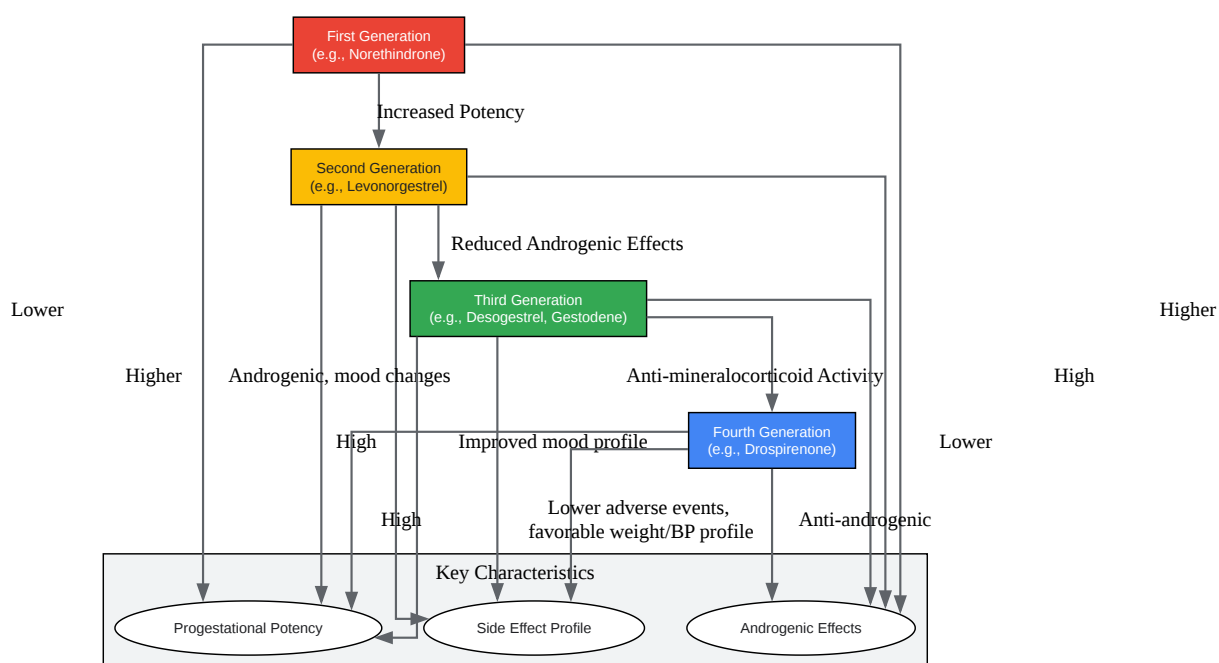 First Generation
(e.g., Norethindrone)
Increased Potency
Second Generation
(e.g., Levonorgestrel)
Reduced Androgenic Effects
Third Generation
(e.g., Desogestrel, Gestodene)
Lower
Higher
Higher
Androgenic, mood changes
Anti-mineralocorticoid Activity
High
Fourth Generation
(e.g., Drospirenone)
High
Improved mood profile
Lower
High
Lower adverse events,
favorable weight/BP profile
Anti-androgenic
Key Characteristics
Progestational Potency
Side Effect Profile
Androgenic Effects